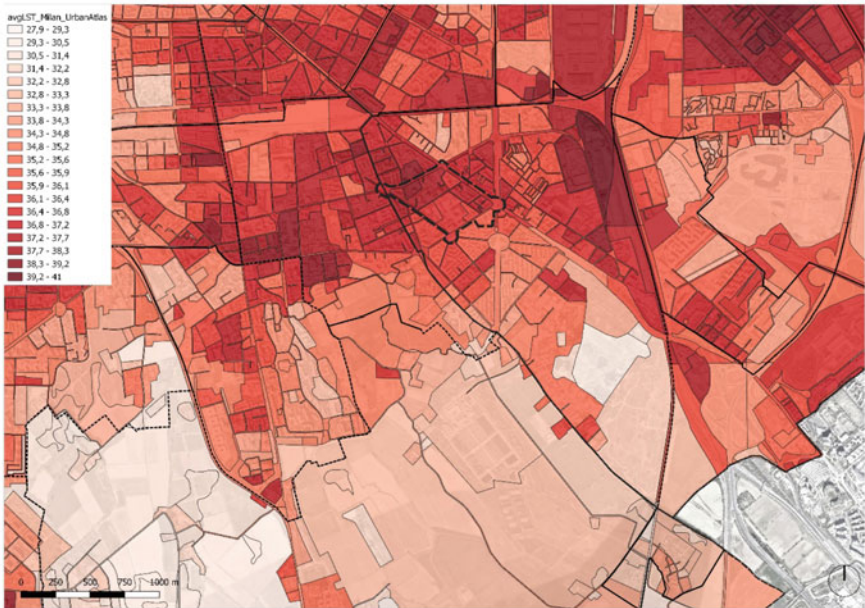 avgLST_Milan_UrbanAtlas
27,9 - 29,3
29,3 - 30,5
30,5 - 31,4
31,4 - 32,2
32,2 - 32,8
32,8 - 33,3
33,3 - 33,8
33,8 - 34,3
34,3 - 34,8
34,8 - 35,2
35,2 - 35,6
35,6 - 35,9
35,9 - 36,1
36,1 - 36,4
36,4 - 36,8
36,8 - 37,2
37,2 - 37,7
37,7 - 38,3
38,3 - 39,2
39,2 - 41
0 250 500 750 1000 m